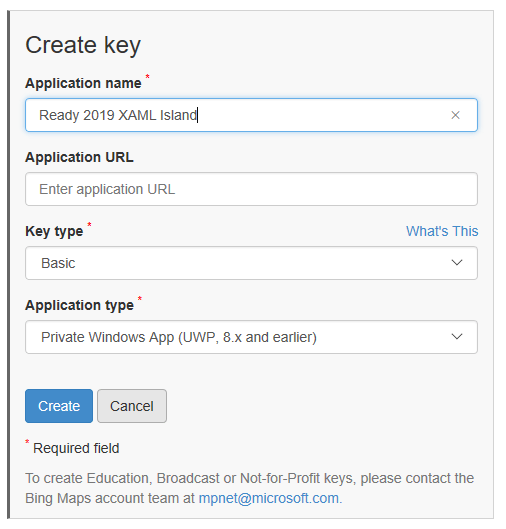 Create key
Application name *
Ready 2019 XAML Island
Application URL
Enter application URL
Key type * What's This
Basic
Application type *
Private Windows App (UWP, 8.x and earlier)
Create Cancel
* Required field
To create Education, Broadcast or Not-for-Profit keys, please contact the
Bing Maps account team at mpnet@microsoft.com.